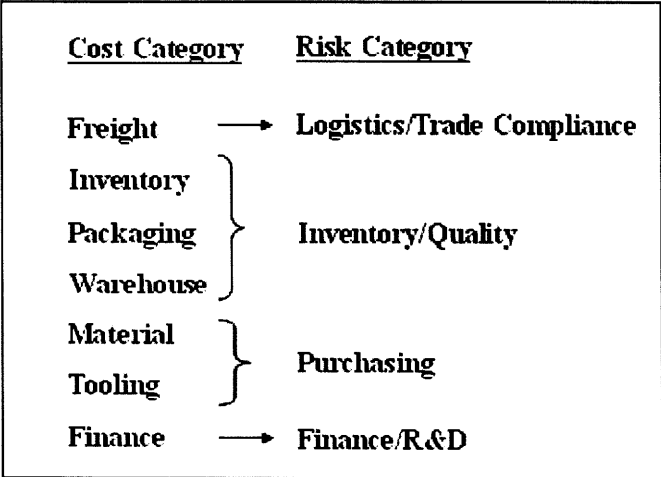 Cost Category Risk Category
Freight Logistics/Trade Compliance
Inventory
Packaging Inventory/Quality
Warehouse
Material
Purchasing
Tooling
Finance Finance/R&D